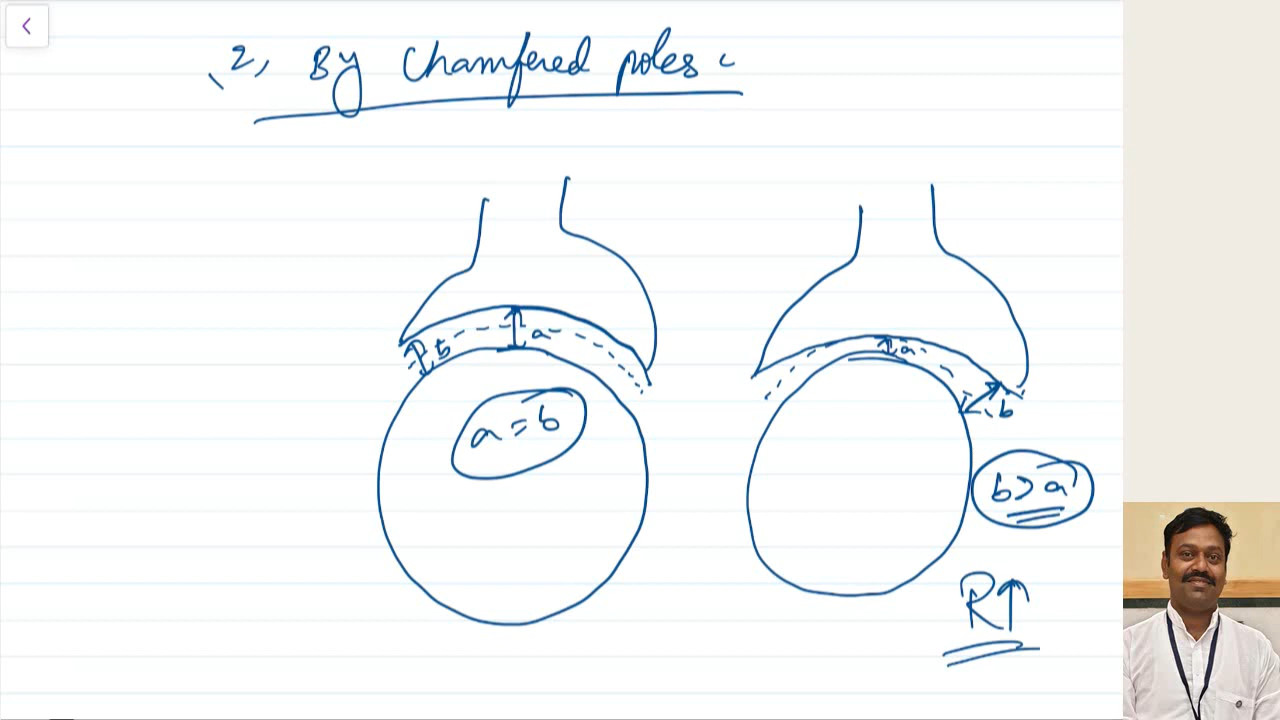 (2) By Chamfered poles :
a
b
a = b
a
b
b > a
R↑